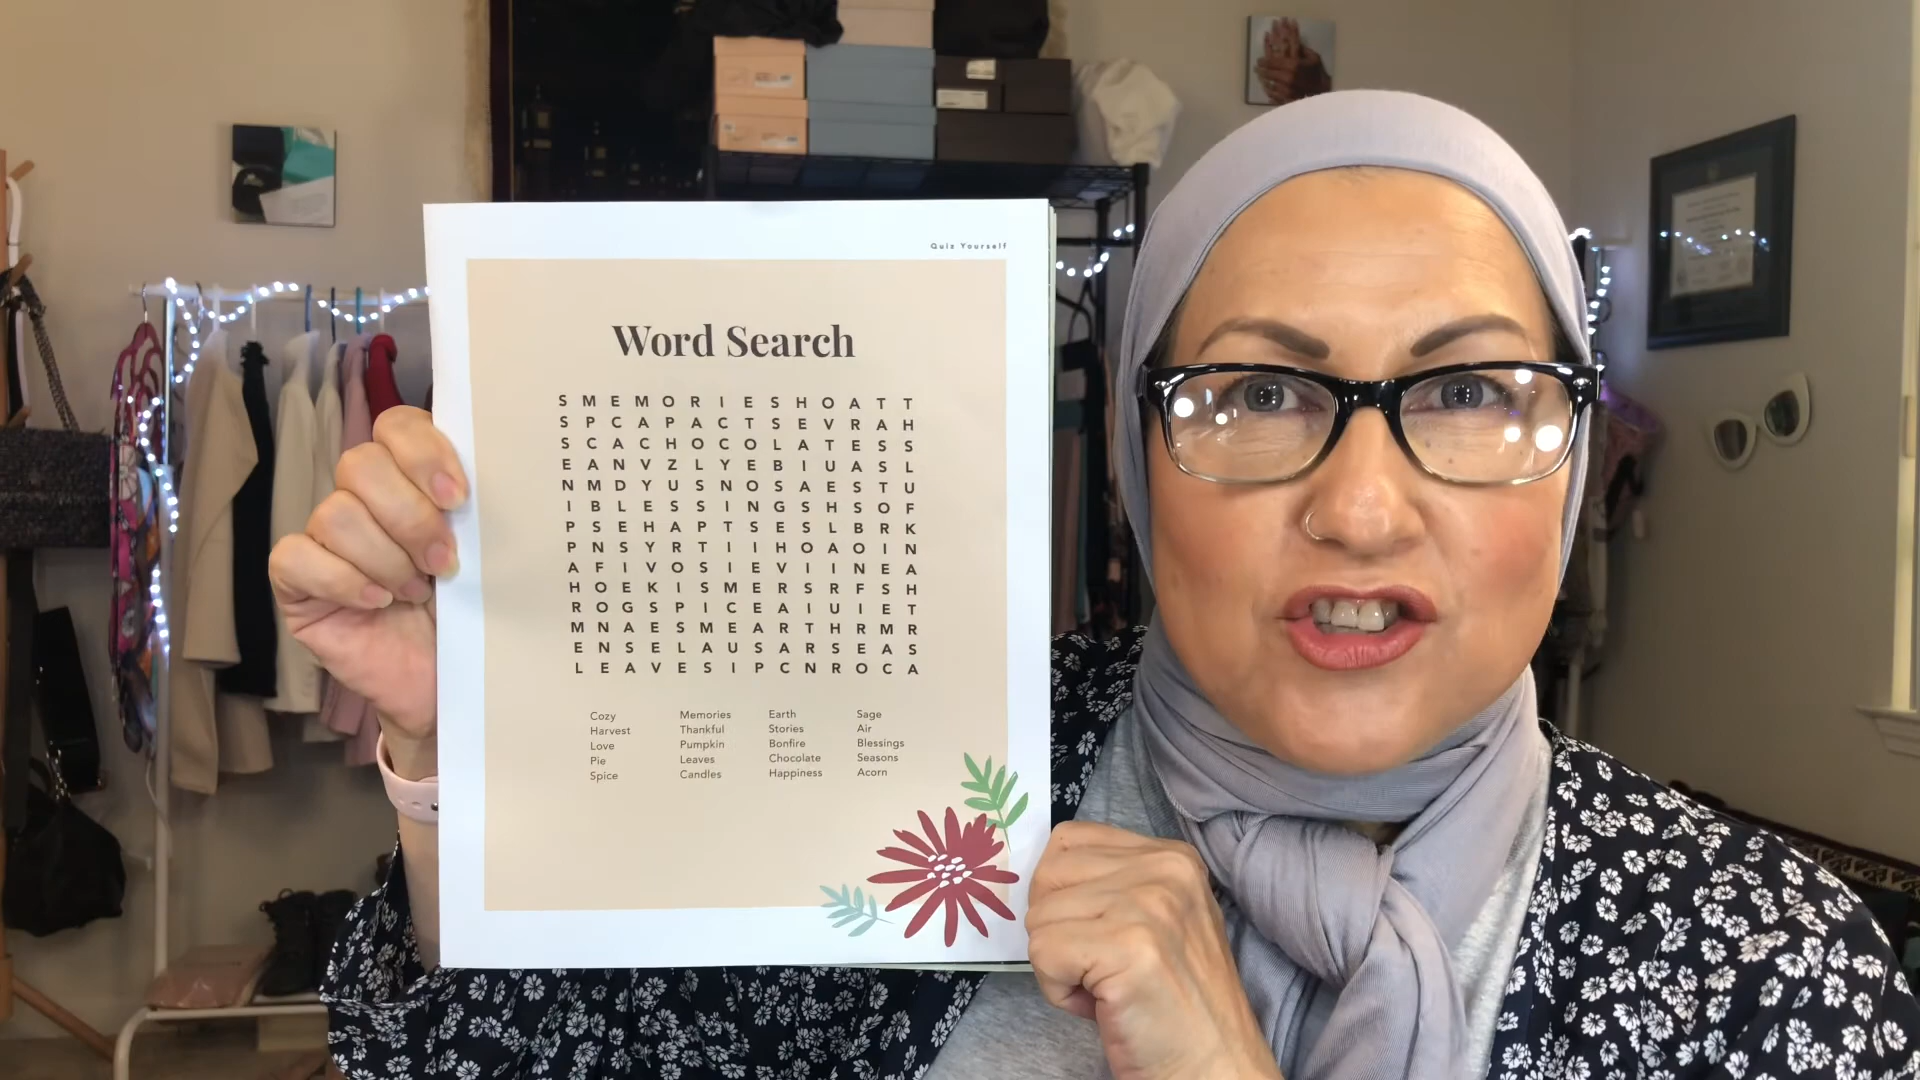 Quiz Yourself
Word Search
S M E M O R I E S H O A T T
S P C A P A C T S E V R A H
S C A C H O C O L A T E S S
E A N V Z L Y E B I U A S L
N M D Y U S N O S A E S T U
I B L E S S I N G S H S O F
P S E H A P T S E S L B R K
P N S Y R T I I H O A O I N
A F I V O S I E V I I N E A
H O E K I S M E R S R F S H
R O G S P I C E A I U I E T
M N A E S M E A R T H R M R
E N S E L A U S A R S E A S
L E A V E S I P C N R O C A
Cozy Memories Earth Sage
Harvest Thankful Stories Air
Love Pumpkin Bonfire Blessings
Pie Leaves Chocolate Seasons
Spice Candles Happiness Acorn